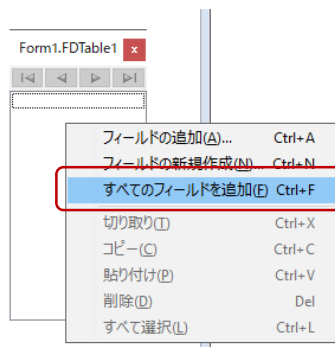 Form1.FDTable1 x
フィールドの追加(A)... Ctrl+A
フィールドの新規作成(N)... Ctrl+N
すべてのフィールドを追加(F) Ctrl+F
切り取り(T) Ctrl+X
コピー(C) Ctrl+C
貼り付け(P) Ctrl+V
削除(D) Del
すべて選択(L) Ctrl+L